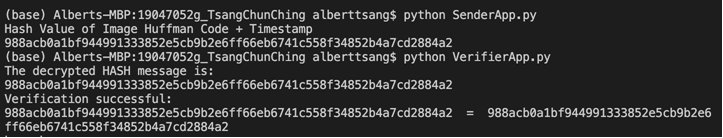 (base) Alberts-MBP:19047052g_TsangChunChing alberttsang$ python SenderApp.py
Hash Value of Image Huffman Code + Timestamp
988acb0a1bf944991333852e5cb9b2e6ff66eb6741c558f34852b4a7cd2884a2
(base) Alberts-MBP:19047052g_TsangChunChing alberttsang$ python VerifierApp.py
The decrypted HASH message is:
988acb0a1bf944991333852e5cb9b2e6ff66eb6741c558f34852b4a7cd2884a2
Verification successful:
988acb0a1bf944991333852e5cb9b2e6ff66eb6741c558f34852b4a7cd2884a2  =  988acb0a1bf944991333852e5cb9b2e6
ff66eb6741c558f34852b4a7cd2884a2